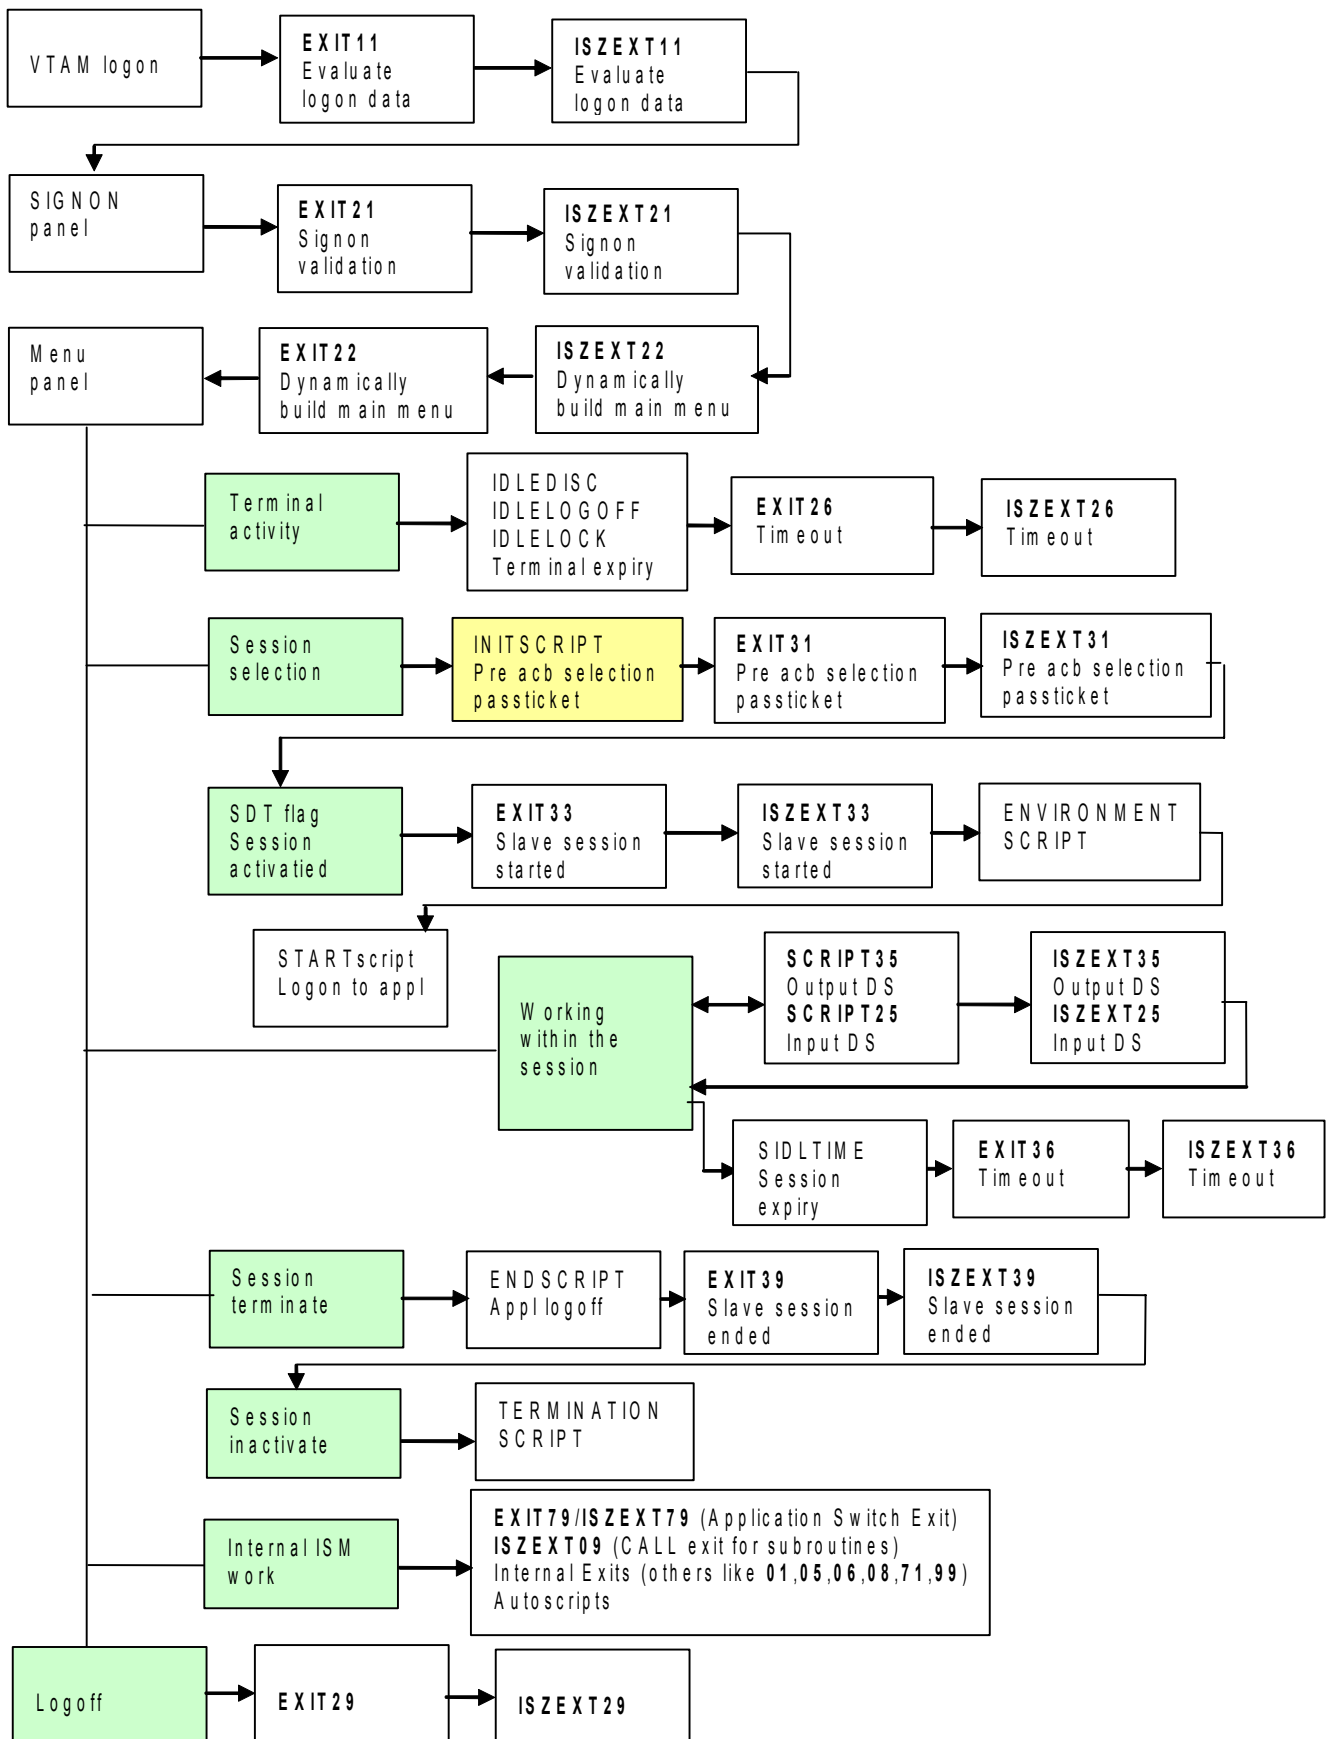 VTAM logon
EXIT11
Evaluate
logon data
ISZEXT11
Evaluate
logon data
SIGNON
panel
EXIT21
Signon
validation
ISZEXT21
Signon
validation
Menu
panel
EXIT22
Dynamically
build main menu
ISZEXT22
Dynamically
build main menu
Terminal
activity
IDLEDISC
IDLELOGOFF
IDLELOCK
Terminal expiry
EXIT26
Timeout
ISZEXT26
Timeout
Session
selection
INITSCRIPT
Pre acb selection
passticket
EXIT31
Pre acb selection
passticket
ISZEXT31
Pre acb selection
passticket
SDT flag
Session
activatied
EXIT33
Slave session
started
ISZEXT33
Slave session
started
ENVIRONMENT
SCRIPT
STARTscript
Logon to appl
Working
within the
session
SCRIPT35
Output DS
SCRIPT25
Input DS
ISZEXT35
Output DS
ISZEXT25
Input DS
SIDLTIME
Session
expiry
EXIT36
Timeout
ISZEXT36
Timeout
Session
terminate
ENDSCRIPT
Appl logoff
EXIT39
Slave session
ended
ISZEXT39
Slave session
ended
Session
inactivate
TERMINATION
SCRIPT
Internal ISM
work
EXIT79/ISZEXT79 (Application Switch Exit)
ISZEXT09 (CALL exit for subroutines)
Internal Exits (others like 01,05,06,08,71,99)
Autoscripts
Logoff
EXIT29
ISZEXT29